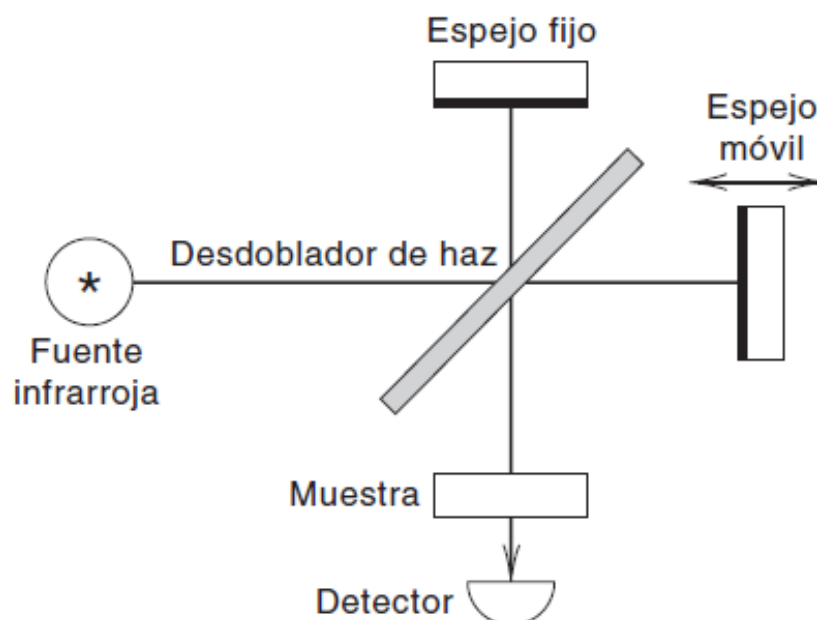 Espejo fijo
Espejo
móvil
Desdoblador de haz
*
Fuente
infrarroja
Muestra
Detector